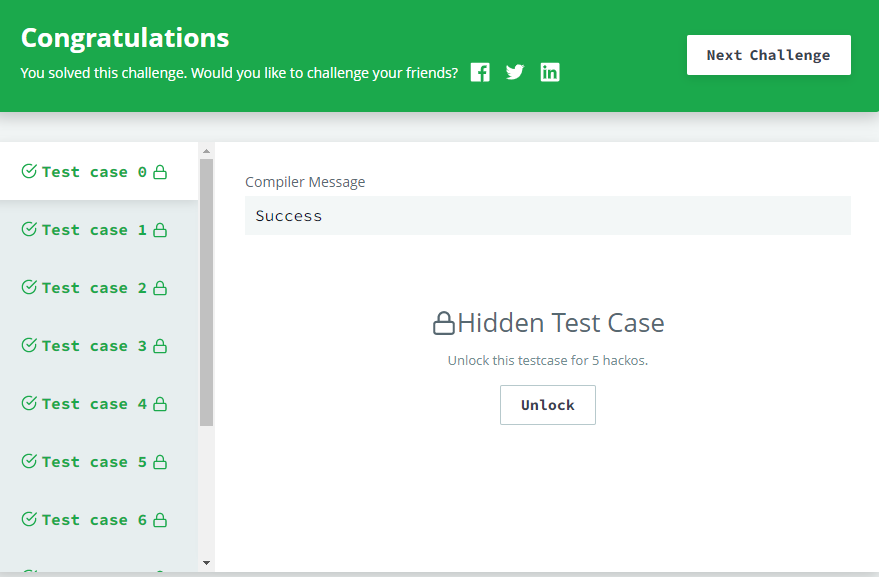 Congratulations
You solved this challenge. Would you like to challenge your friends?
Next Challenge
Test case 0
Test case 1
Test case 2
Test case 3
Test case 4
Test case 5
Test case 6
Compiler Message
Success
Hidden Test Case
Unlock this testcase for 5 hackos.
Unlock